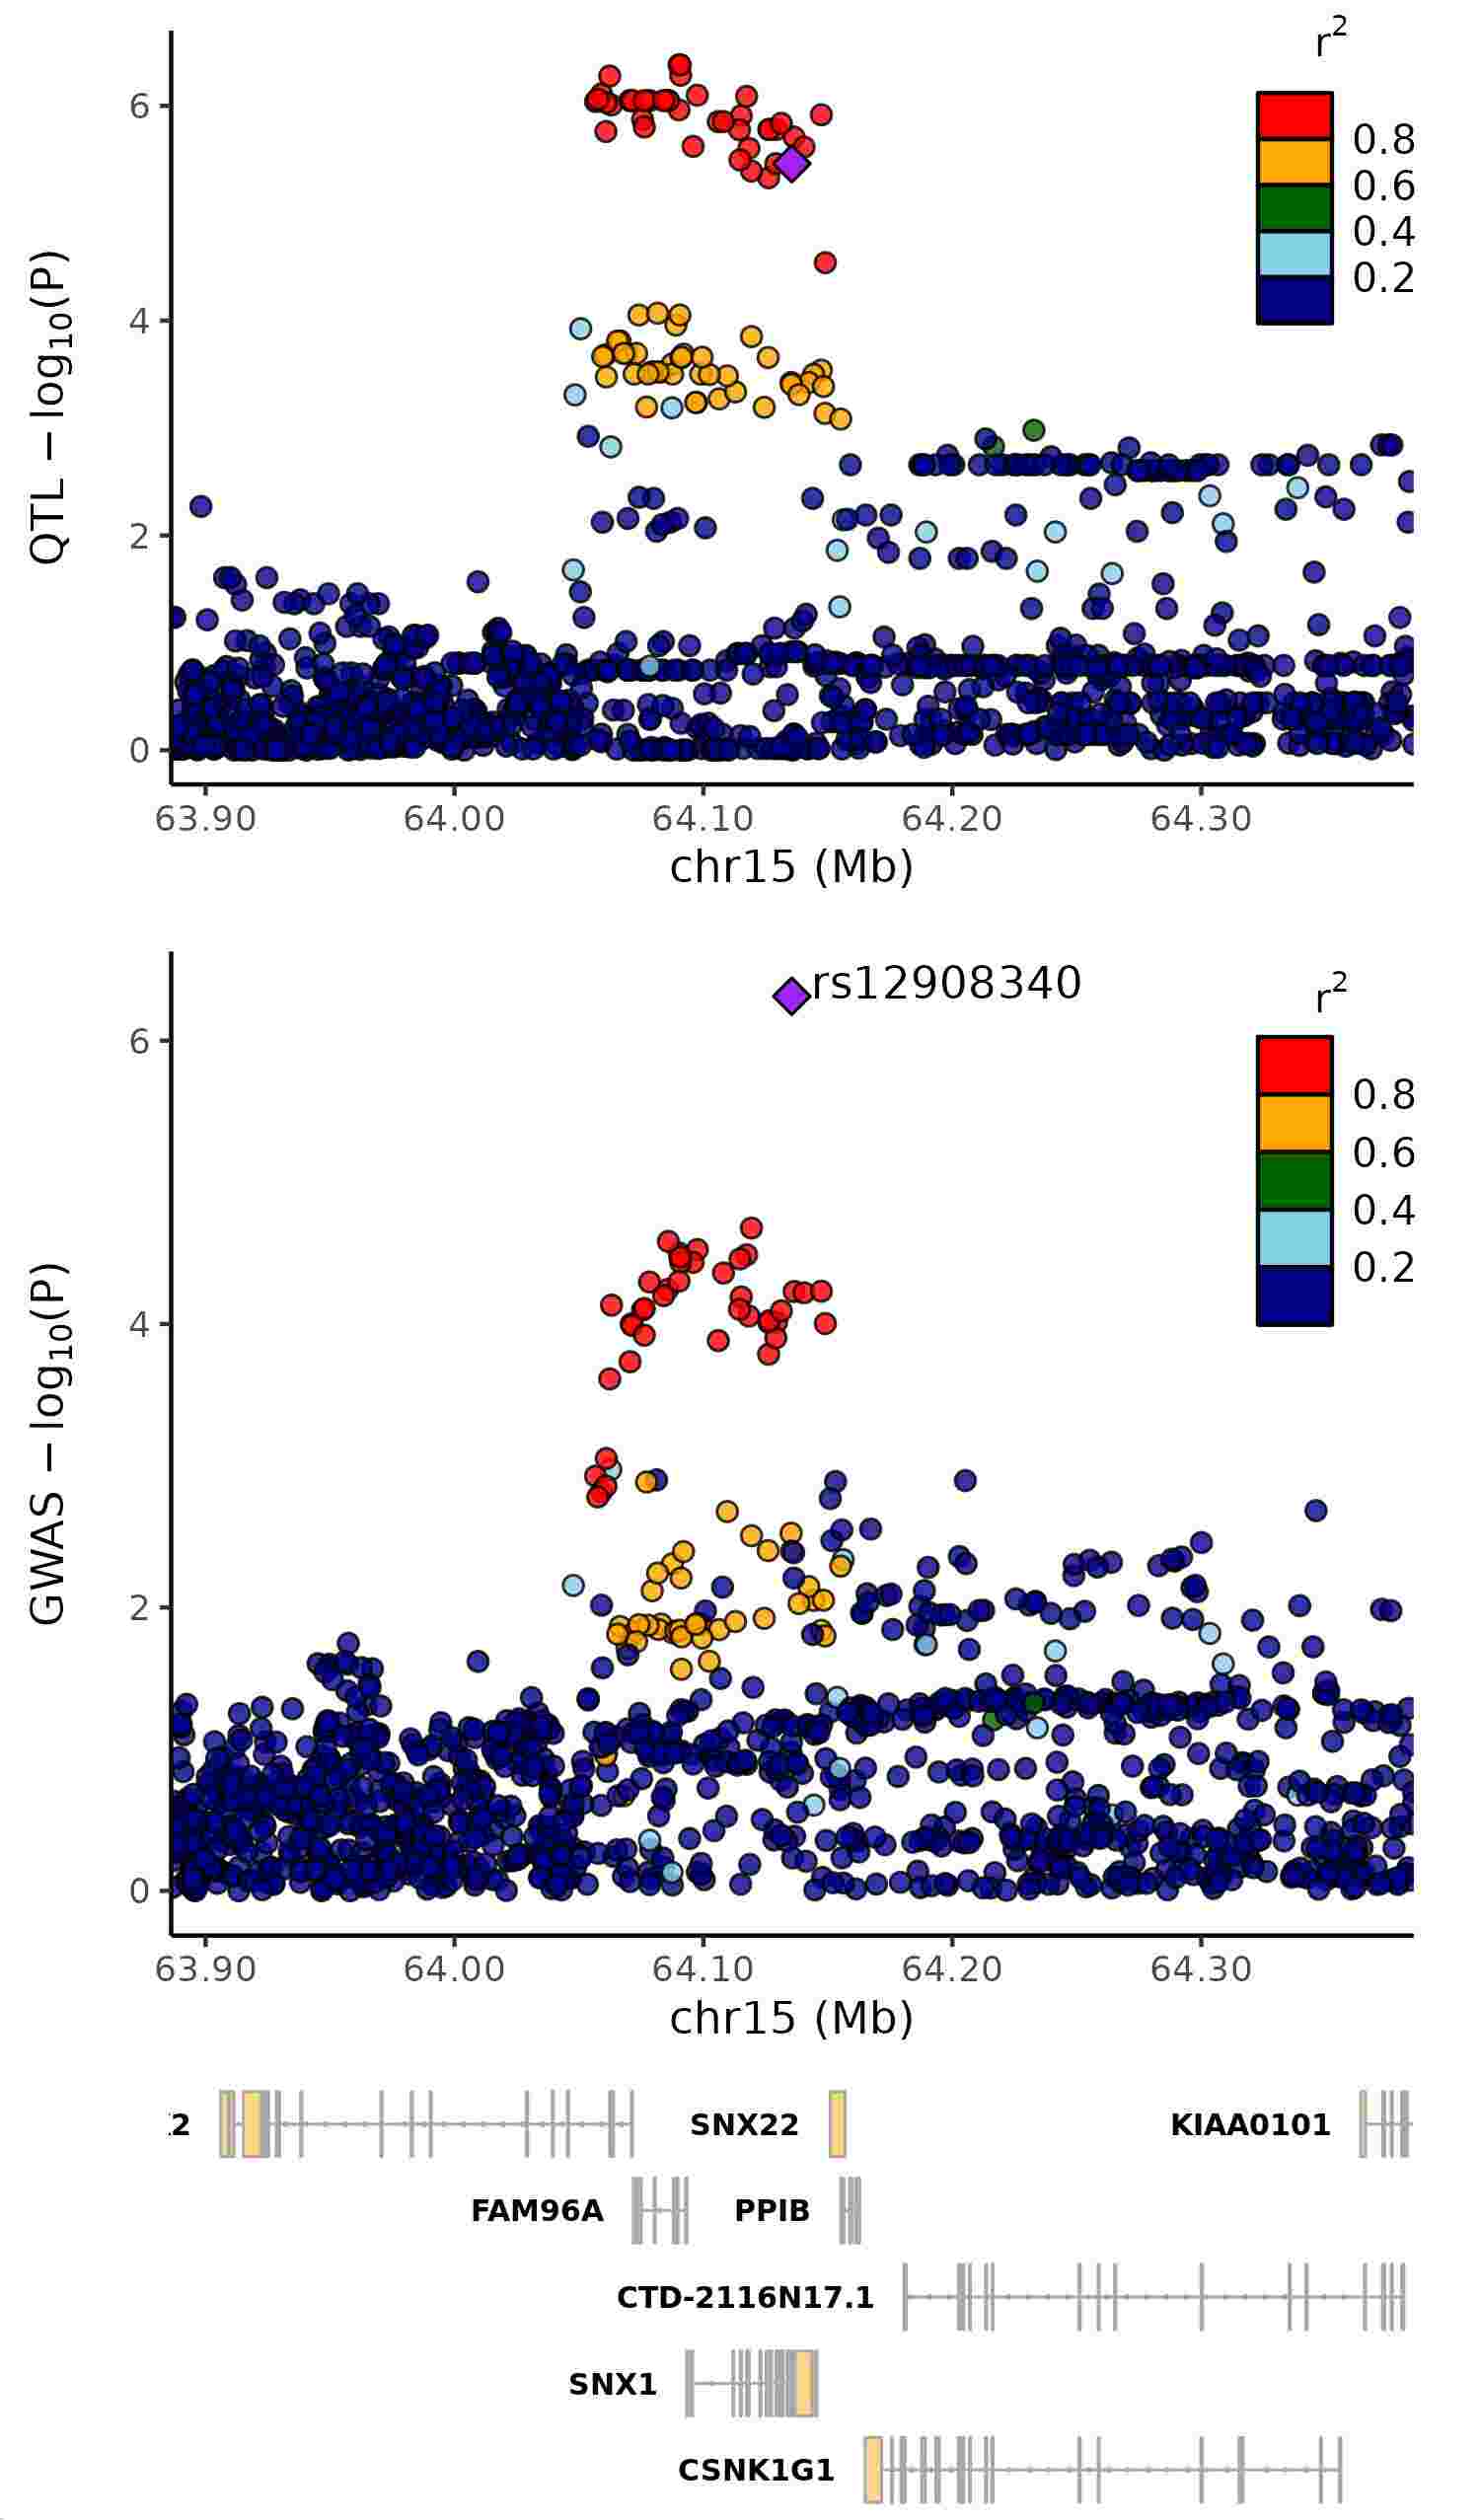 r2
6
4
2
0
QTL − log10(P)
0.8
0.6
0.4
0.2
63.90 64.00 64.10 64.20 64.30
chr15 (Mb)
rs12908340
r2
6
4
2
0
GWAS − log10(P)
0.8
0.6
0.4
0.2
63.90 64.00 64.10 64.20 64.30
chr15 (Mb)
2 SNX22 KIAA0101
FAM96A PPIB
CTD-2116N17.1
SNX1
CSNK1G1